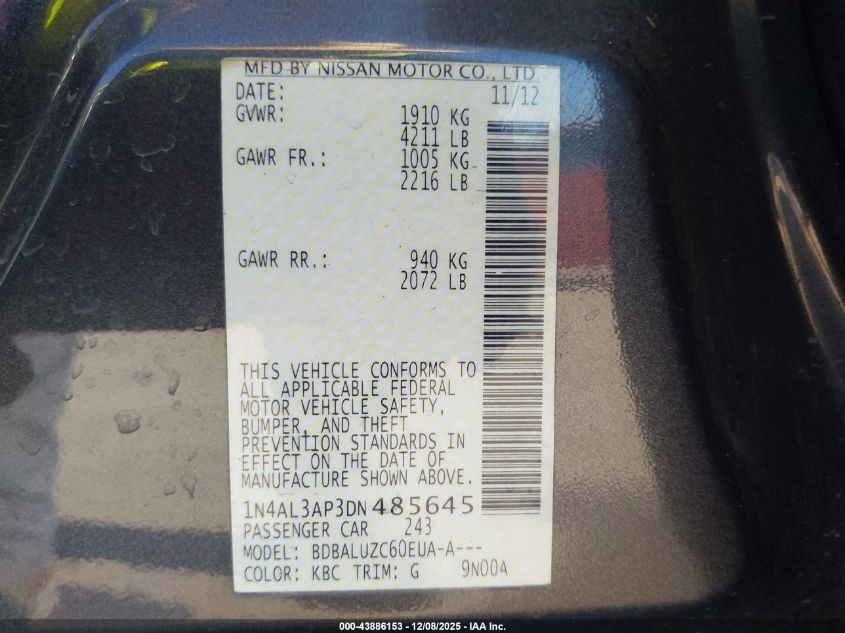 MFD BY NISSAN MOTOR CO., LTD.
DATE: 11/12
GVWR: 1910 KG
4211 LB
GAWR FR.: 1005 KG
2216 LB
GAWR RR.: 940 KG
2072 LB
THIS VEHICLE CONFORMS TO
ALL APPLICABLE FEDERAL
MOTOR VEHICLE SAFETY,
BUMPER, AND THEFT
PREVENTION STANDARDS IN
EFFECT ON THE DATE OF
MANUFACTURE SHOWN ABOVE.
1N4AL3AP3DN485645
PASSENGER CAR 243
MODEL: BDBALUZC60EUA-A---
COLOR: KBC TRIM: G 9N00A
000-43886153 - 12/08/2025 - IAA Inc.